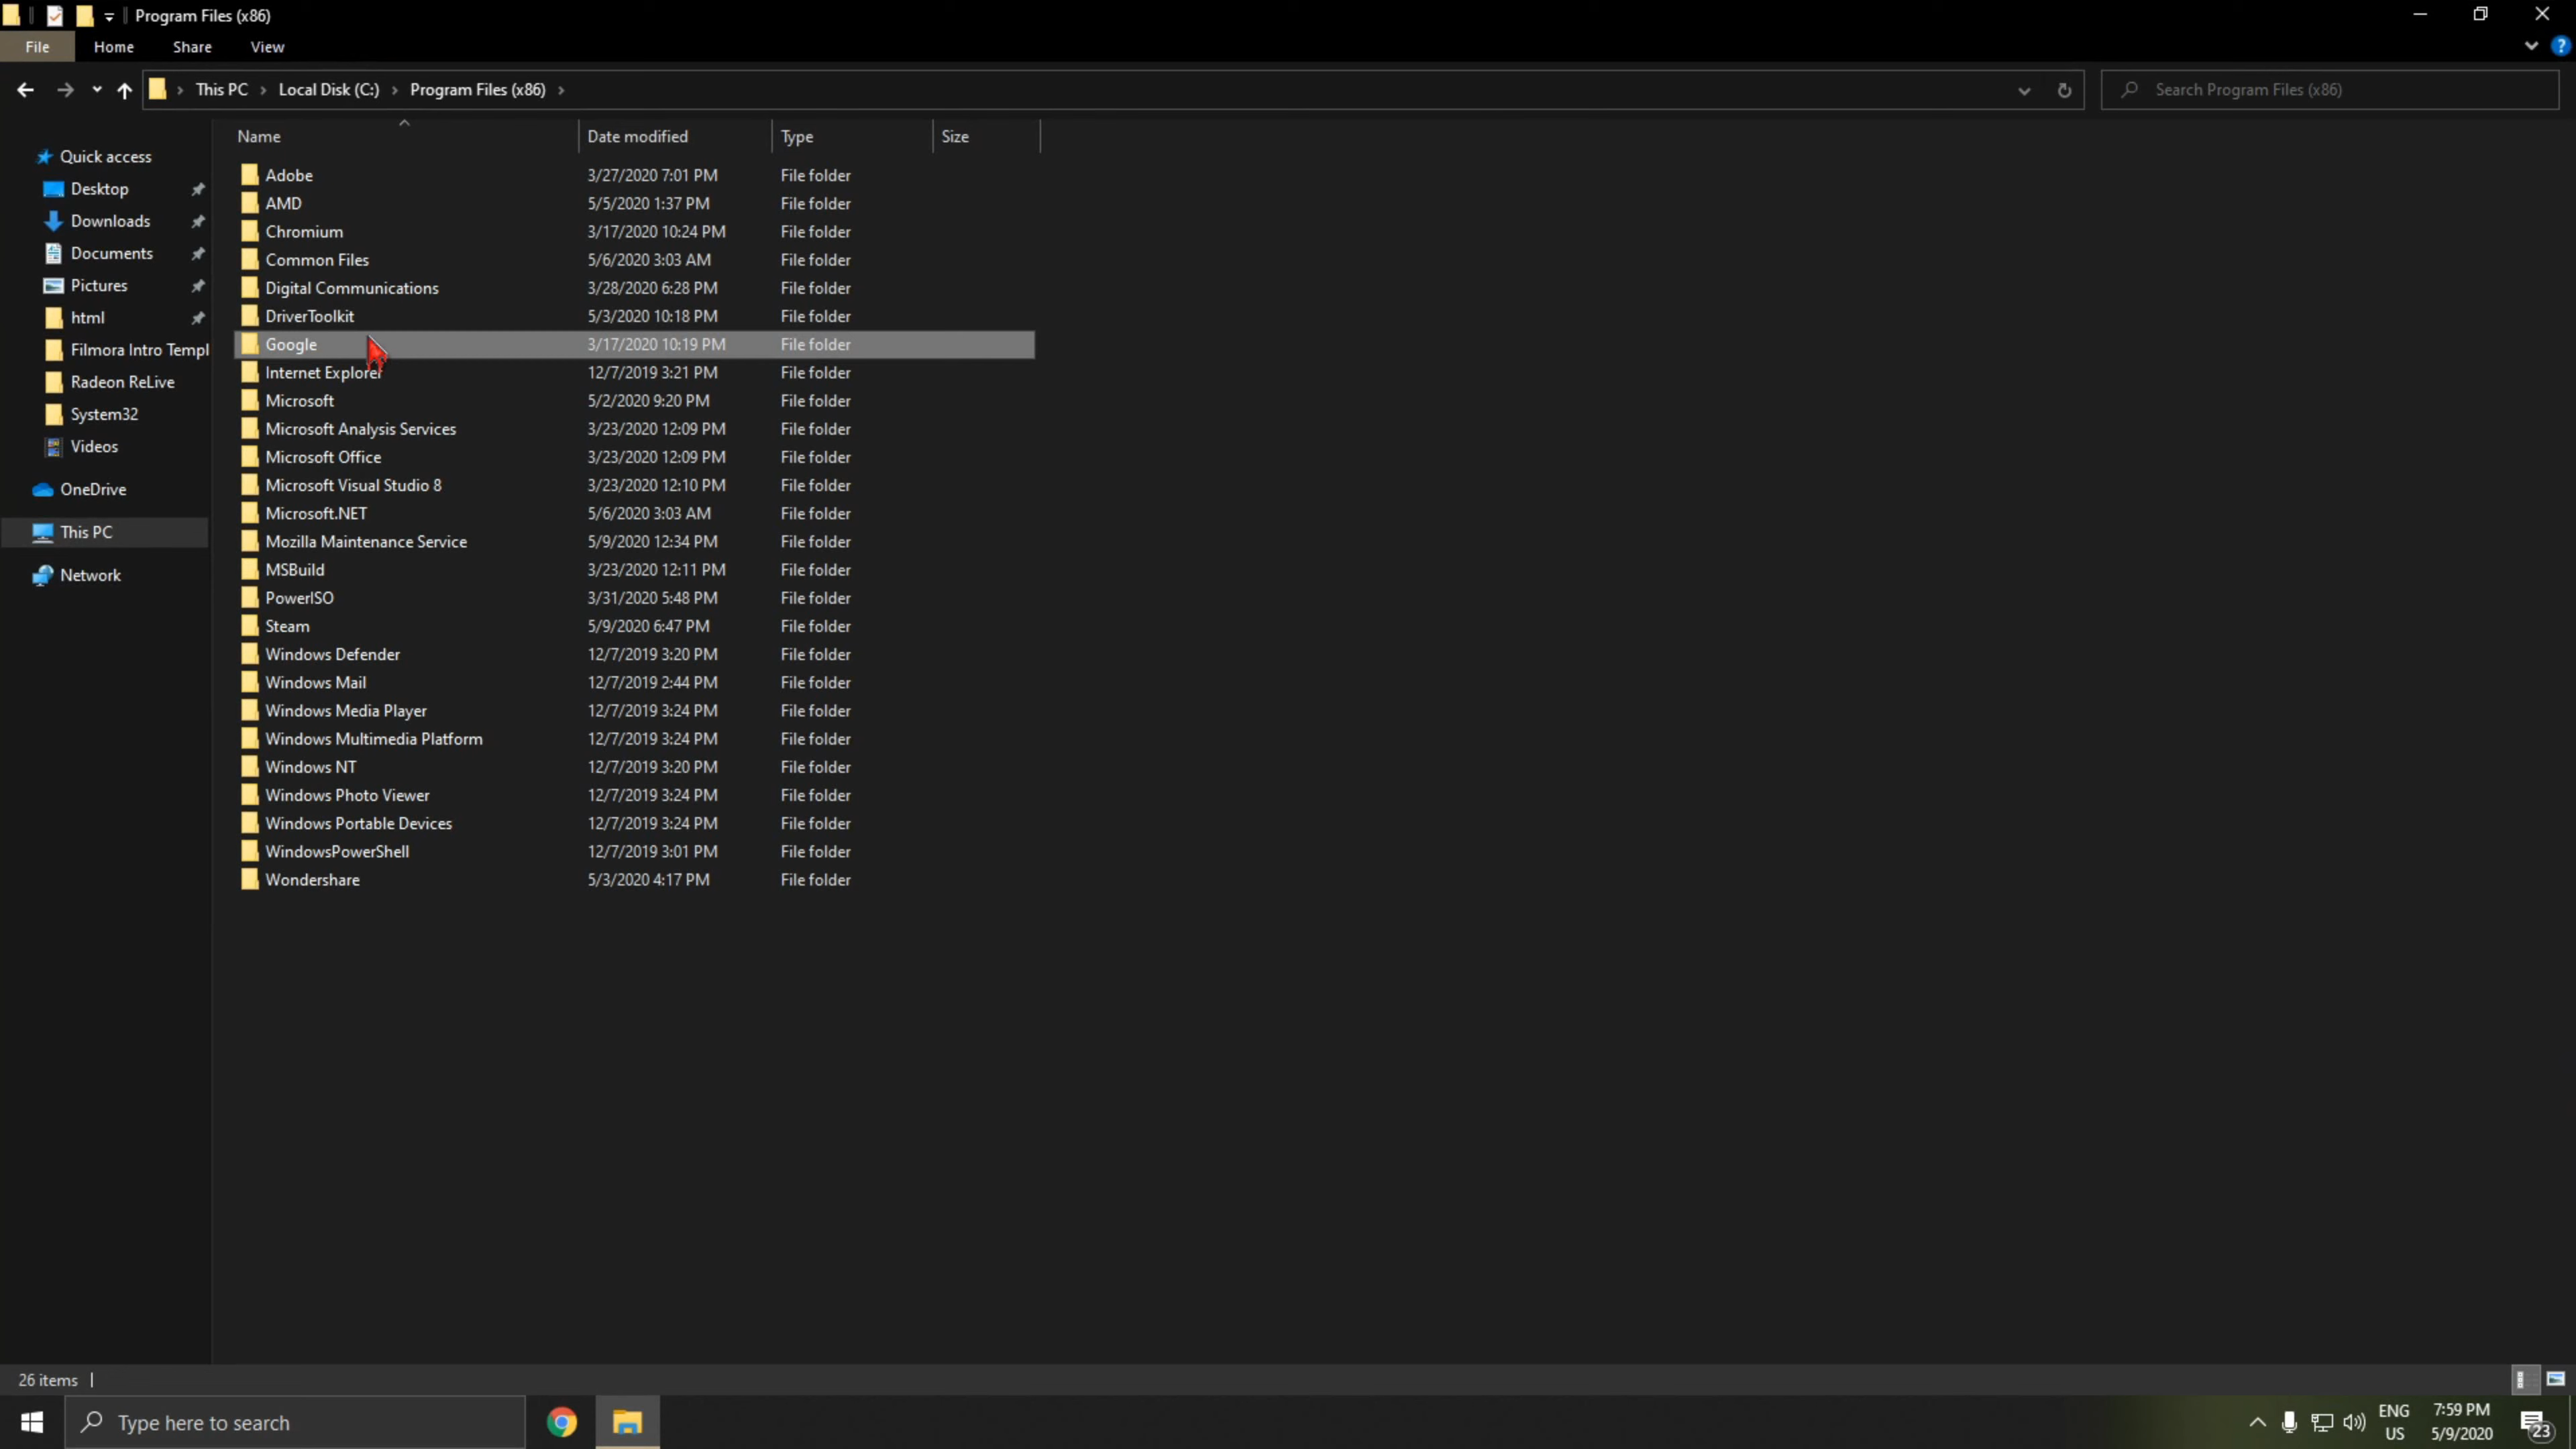 Program Files (x86)
File Home Share View
This PC Local Disk (C:) Program Files (x86) Search Program Files (x86)
Name Date modified Type Size
Quick access
Desktop
Downloads
Documents
Pictures
html
Filmora Intro Templ
Radeon ReLive
System32
Videos
OneDrive
This PC
Network
Adobe 3/27/2020 7:01 PM File folder
AMD 5/5/2020 1:37 PM File folder
Chromium 3/17/2020 10:24 PM File folder
Common Files 5/6/2020 3:03 AM File folder
Digital Communications 3/28/2020 6:28 PM File folder
DriverToolkit 5/3/2020 10:18 PM File folder
Google 3/17/2020 10:19 PM File folder
Internet Explorer 12/7/2019 3:21 PM File folder
Microsoft 5/2/2020 9:20 PM File folder
Microsoft Analysis Services 3/23/2020 12:09 PM File folder
Microsoft Office 3/23/2020 12:09 PM File folder
Microsoft Visual Studio 8 3/23/2020 12:10 PM File folder
Microsoft.NET 5/6/2020 3:03 AM File folder
Mozilla Maintenance Service 5/9/2020 12:34 PM File folder
MSBuild 3/23/2020 12:11 PM File folder
PowerISO 3/31/2020 5:48 PM File folder
Steam 5/9/2020 6:47 PM File folder
Windows Defender 12/7/2019 3:20 PM File folder
Windows Mail 12/7/2019 2:44 PM File folder
Windows Media Player 12/7/2019 3:24 PM File folder
Windows Multimedia Platform 12/7/2019 3:24 PM File folder
Windows NT 12/7/2019 3:20 PM File folder
Windows Photo Viewer 12/7/2019 3:24 PM File folder
Windows Portable Devices 12/7/2019 3:24 PM File folder
WindowsPowerShell 12/7/2019 3:01 PM File folder
Wondershare 5/3/2020 4:17 PM File folder
26 items
Type here to search
ENG 7:59 PM
US 5/9/2020 23